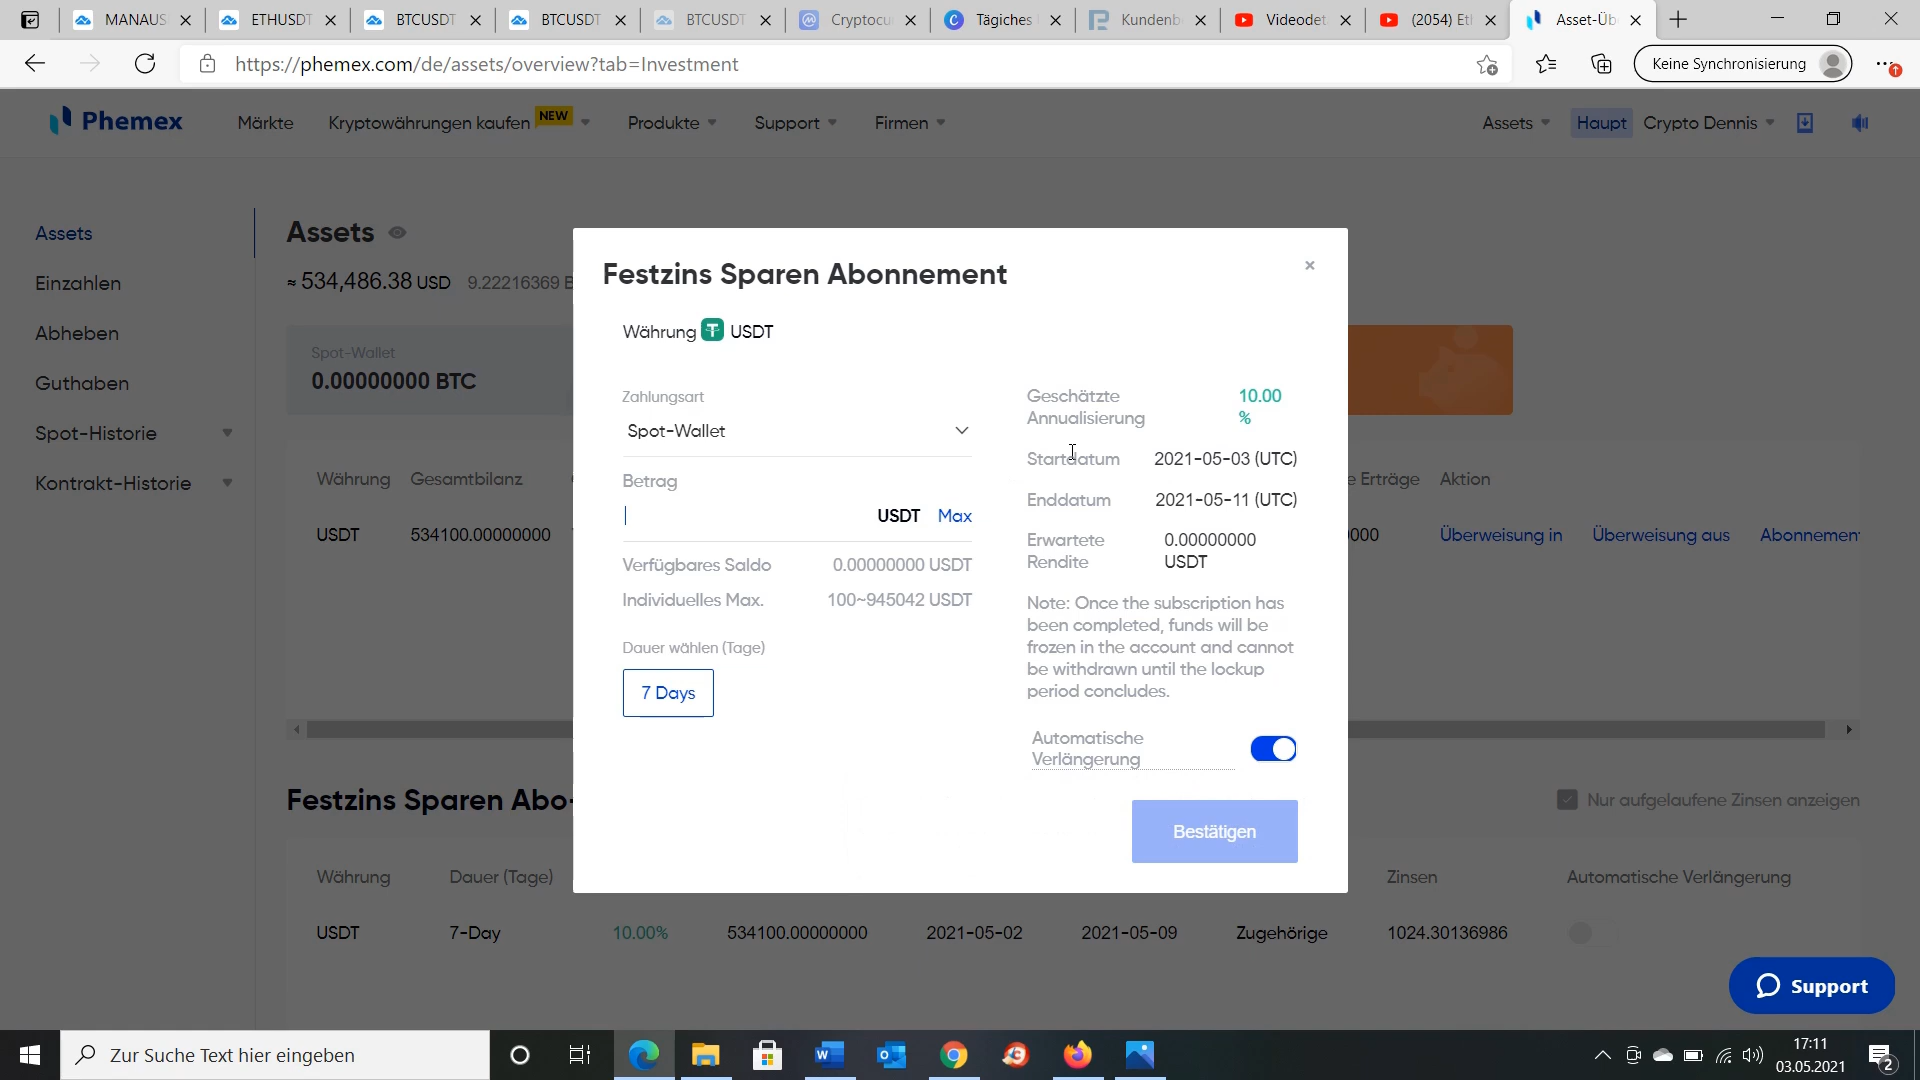 MANAUS
ETHUSDT
BTCUSDT
BTCUSDT
BTCUSDT
Cryptocu
Tägiches
Kundenb
Videodet
(2054) Et
Asset-Üb
https://phemex.com/de/assets/overview?tab=Investment
Keine Synchronisierung
Phemex
Märkte
Kryptowährungen kaufen
NEW
Produkte
Support
Firmen
Assets
Haupt
Crypto Dennis
Assets
Einzahlen
Abheben
Guthaben
Spot-Historie
Kontrakt-Historie
Assets
≈ 534,486.38 USD 9.22216369 B
Spot-Wallet
0.00000000 BTC
Währung Gesamtbilanz
e Erträge Aktion
USDT 534100.00000000
000 Überweisung in Überweisung aus Abonnement
Festzins Sparen Abonnement
×
Währung T USDT
Zahlungsart
Spot-Wallet
Betrag
USDT Max
Verfügbares Saldo 0.00000000 USDT
Individuelles Max. 100~945042 USDT
Dauer wählen (Tage)
7 Days
Geschätzte
Annualisierung
10.00
%
Startdatum 2021-05-03 (UTC)
Enddatum 2021-05-11 (UTC)
Erwartete
Rendite
0.00000000
USDT
Note: Once the subscription has
been completed, funds will be
frozen in the account and cannot
be withdrawn until the lockup
period concludes.
Automatische
Verlängerung
Bestätigen
Festzins Sparen Abo
Nur aufgelaufene Zinsen anzeigen
Währung Dauer (Tage) Zinsen Automatische Verlängerung
USDT 7-Day 10.00% 534100.00000000 2021-05-02 2021-05-09 Zugehörige 1024.30136986
Support
Zur Suche Text hier eingeben
17:11
03.05.2021
2